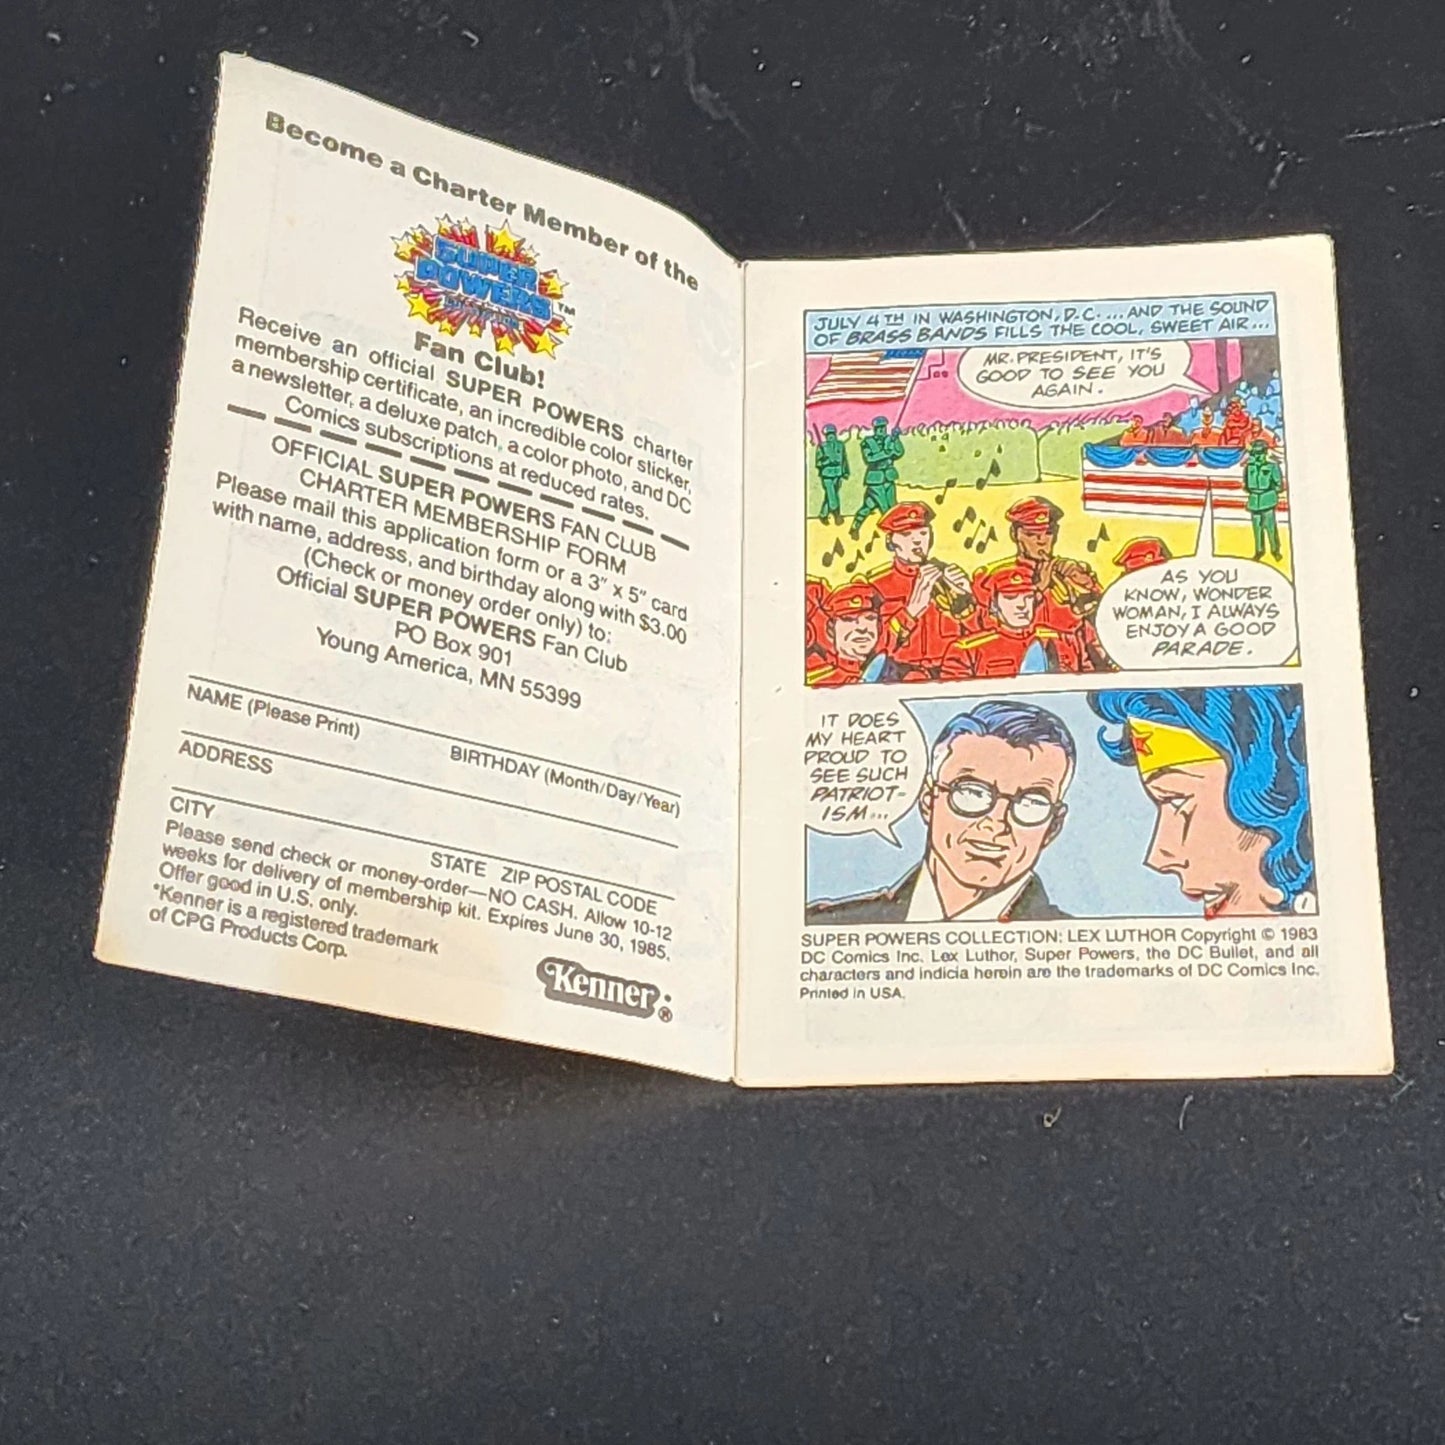 Become a Charter Member of the
SUPER
POWERS™
COLLECTION
Fan Club!
Receive an official SUPER POWERS charter
membership certificate, an incredible color sticker,
a newsletter, a deluxe patch, a color photo, and DC
Comics subscriptions at reduced rates.
OFFICIAL SUPER POWERS FAN CLUB
CHARTER MEMBERSHIP FORM
Please mail this application form or a 3" x 5" card
with name, address, and birthday along with $3.00
(Check or money order only) to:
Official SUPER POWERS Fan Club
PO Box 901
Young America, MN 55399
NAME (Please Print) BIRTHDAY (Month/Day/Year)
ADDRESS
CITY STATE ZIP POSTAL CODE
Please send check or money-order—NO CASH. Allow 10-12
weeks for delivery of membership kit. Expires June 30, 1985.
Offer good in U.S. only.
*Kenner is a registered trademark
of CPG Products Corp.
Kenner®
JULY 4TH IN WASHINGTON, D.C. ... AND THE SOUND
OF BRASS BANDS FILLS THE COOL, SWEET AIR...
MR. PRESIDENT, IT'S
GOOD TO SEE YOU
AGAIN.
AS YOU
KNOW, WONDER
WOMAN, I ALWAYS
ENJOY A GOOD
PARADE.
IT DOES
MY HEART
PROUD TO
SEE SUCH
PATRIOT-
ISM...
1
SUPER POWERS COLLECTION: LEX LUTHOR Copyright © 1983
DC Comics Inc. Lex Luthor, Super Powers, the DC Bullet, and all
characters and indicia herein are the trademarks of DC Comics Inc.
Printed in USA.